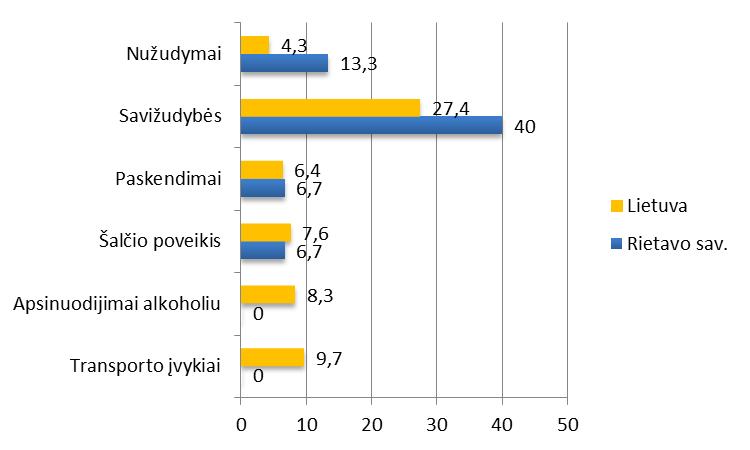 Nužudymai
4,3
13,3
Savižudybės
27,4
40
Paskendimai
6,4
6,7
Šalčio poveikis
7,6
6,7
Apsinuodijimai alkoholiu
8,3
0
Transporto įvykiai
9,7
0
0 10 20 30 40 50
Lietuva
Rietavo sav.